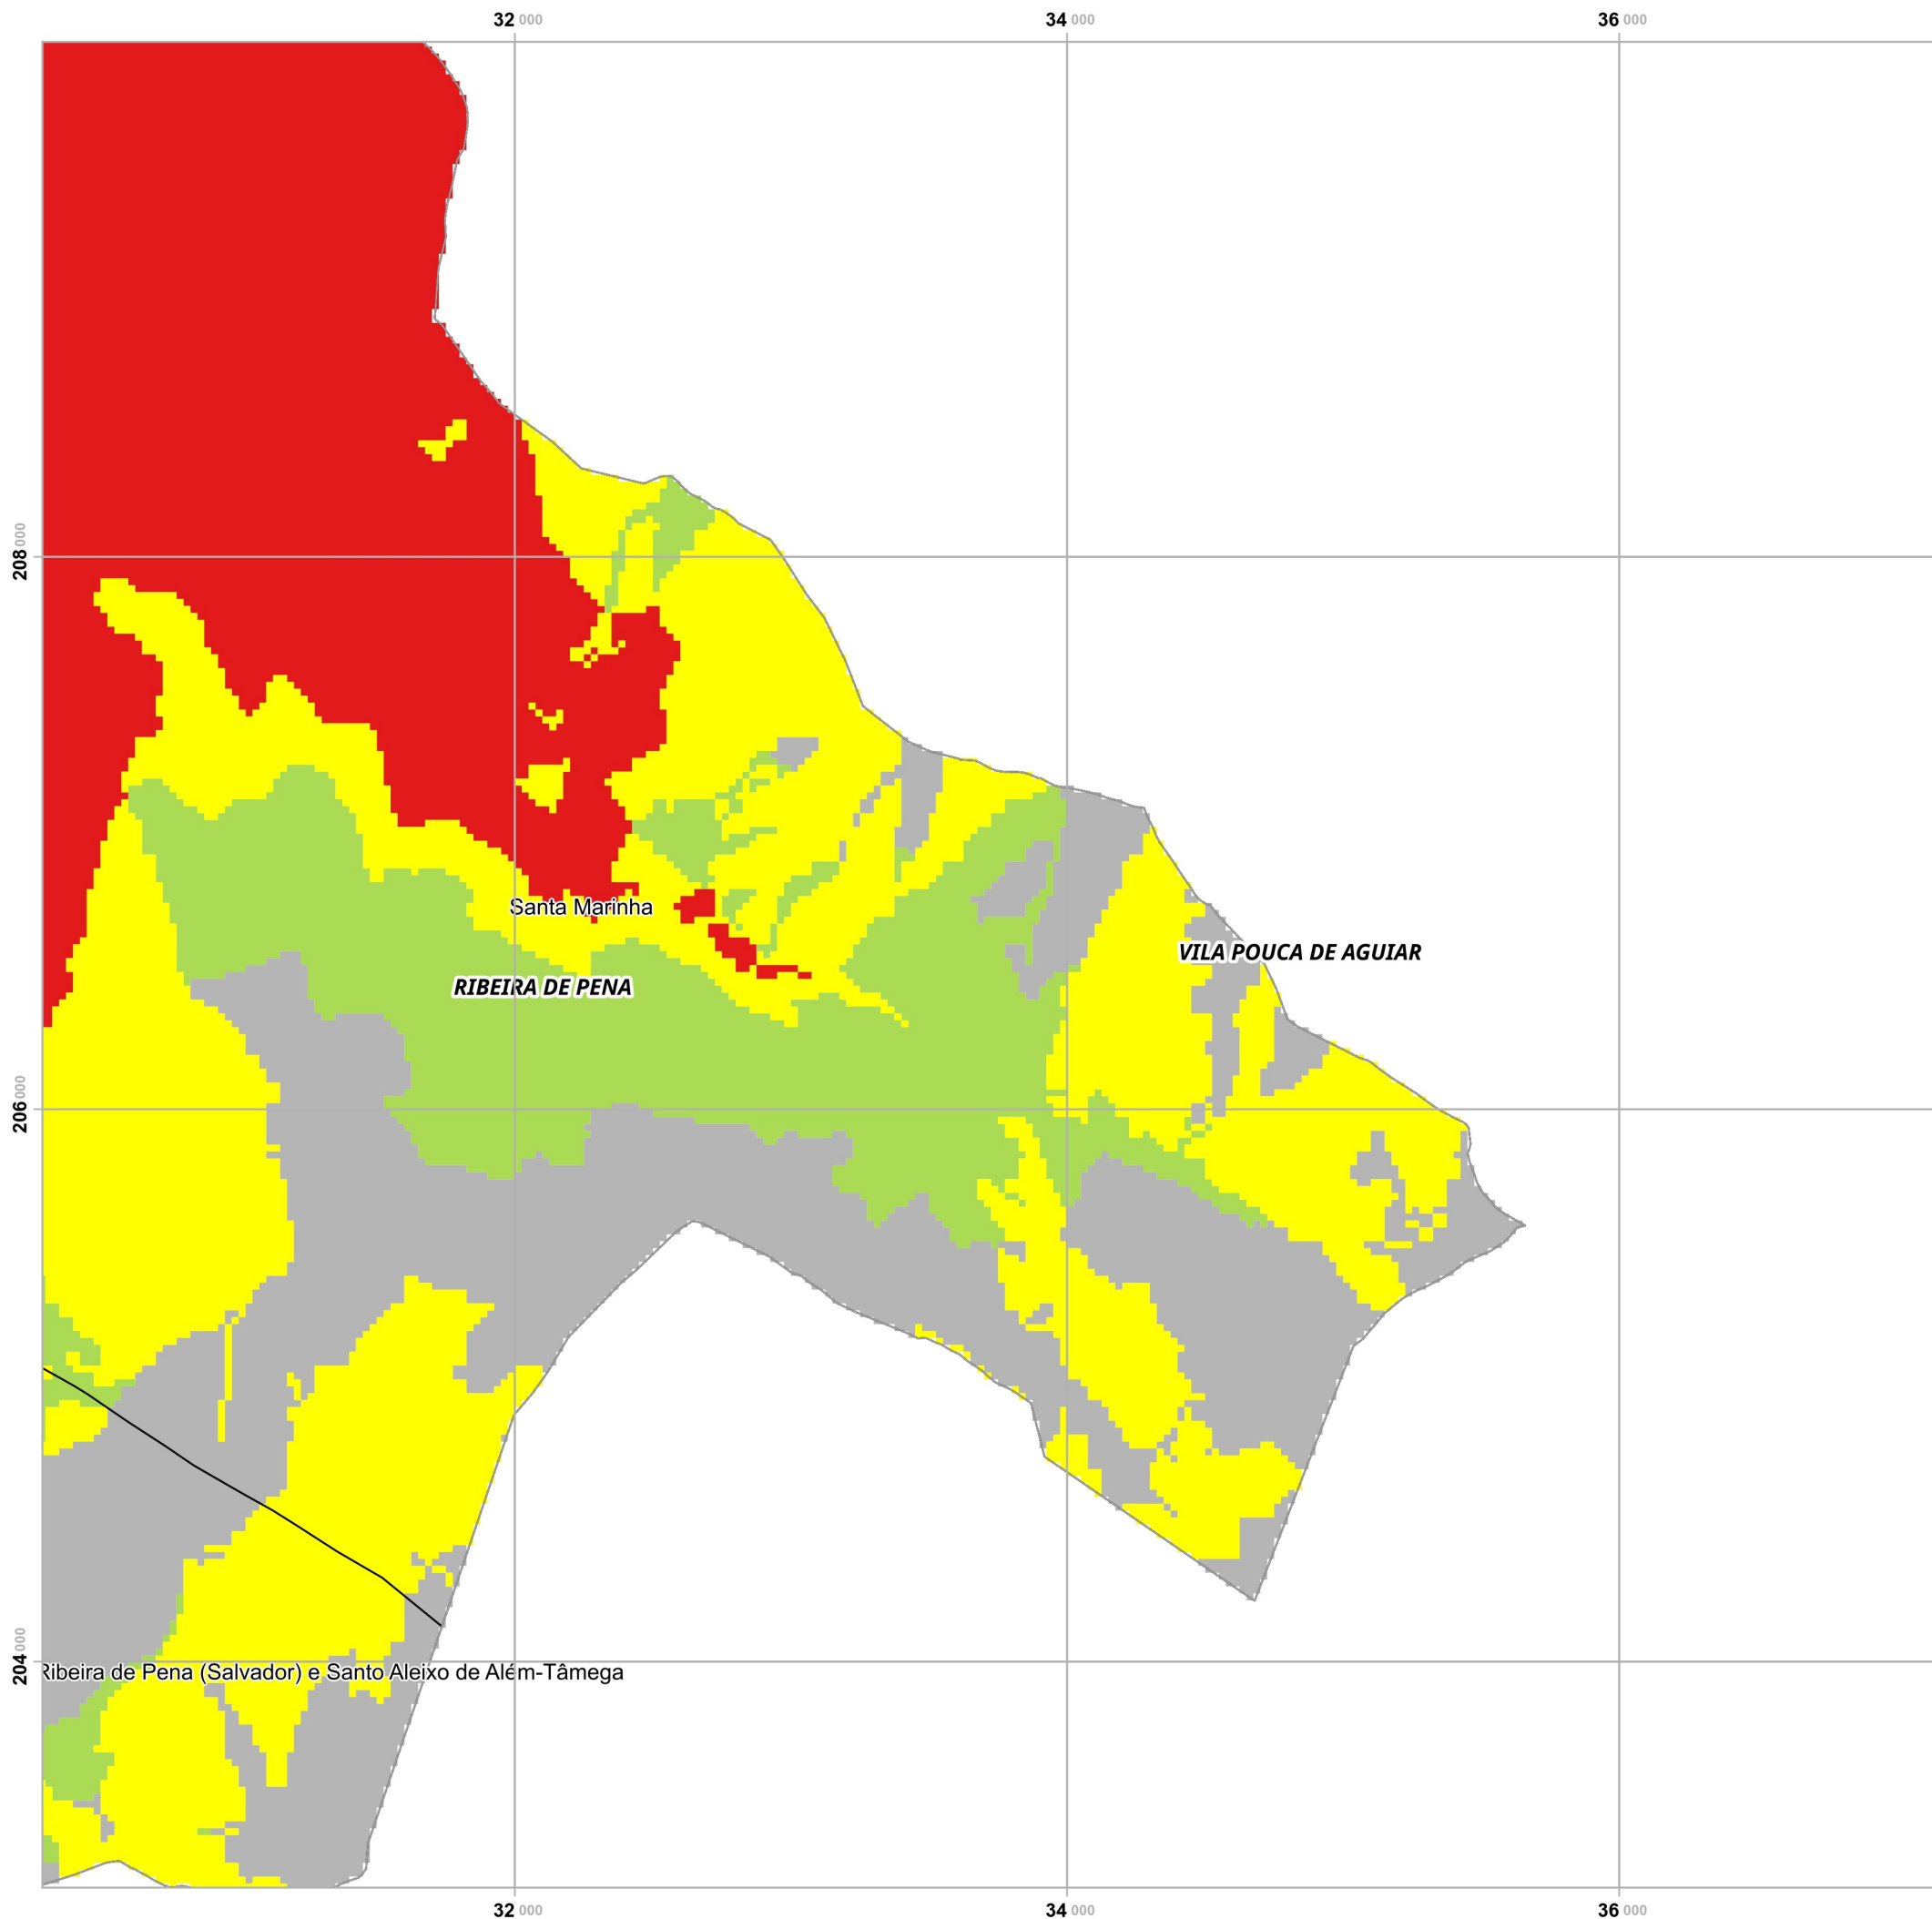 32 000 34 000 36 000
208 000
Santa Marinha
VILA POUCA DE AGUIAR
RIBEIRA DE PENA
206 000
204 000
Ribeira de Pena (Salvador) e Santo Aleixo de Além-Tâmega
32 000 34 000 36 000